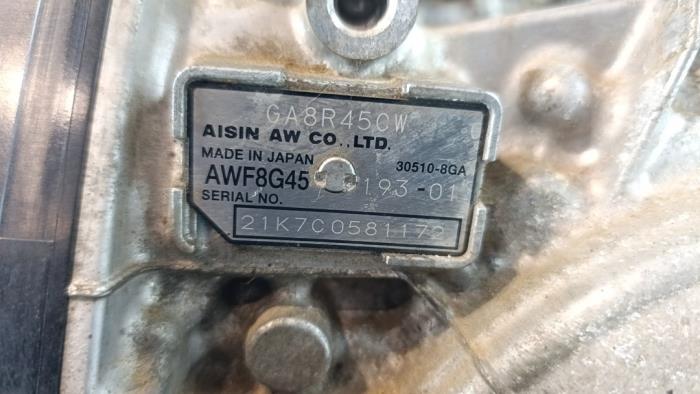 GA8R45CW
AISIN AW CO.,LTD.
MADE IN JAPAN 30510-8GA
AWF8G45 193-01
SERIAL NO.
21K7C0581172